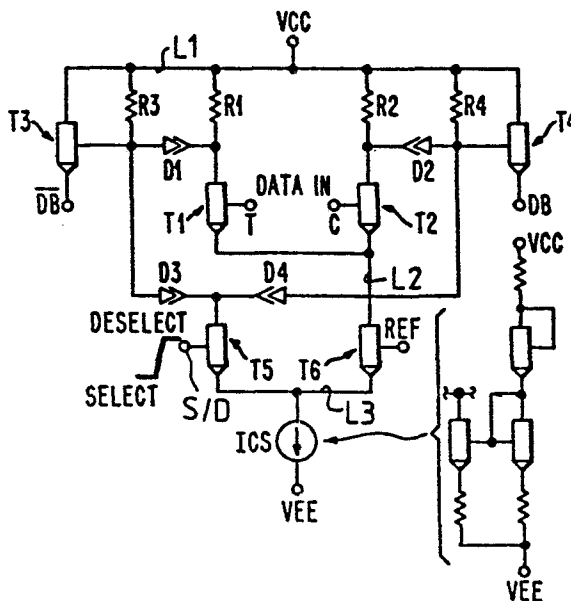 VCC
L1
T3
R3
R1
R2
R4
T4
D1
D2
DATA IN
DB
T1
T
C
T2
DB
VCC
D3
D4
L2
DESELECT
REF
SELECT
T5
T6
S/D
L3
ICS
VEE
VEE